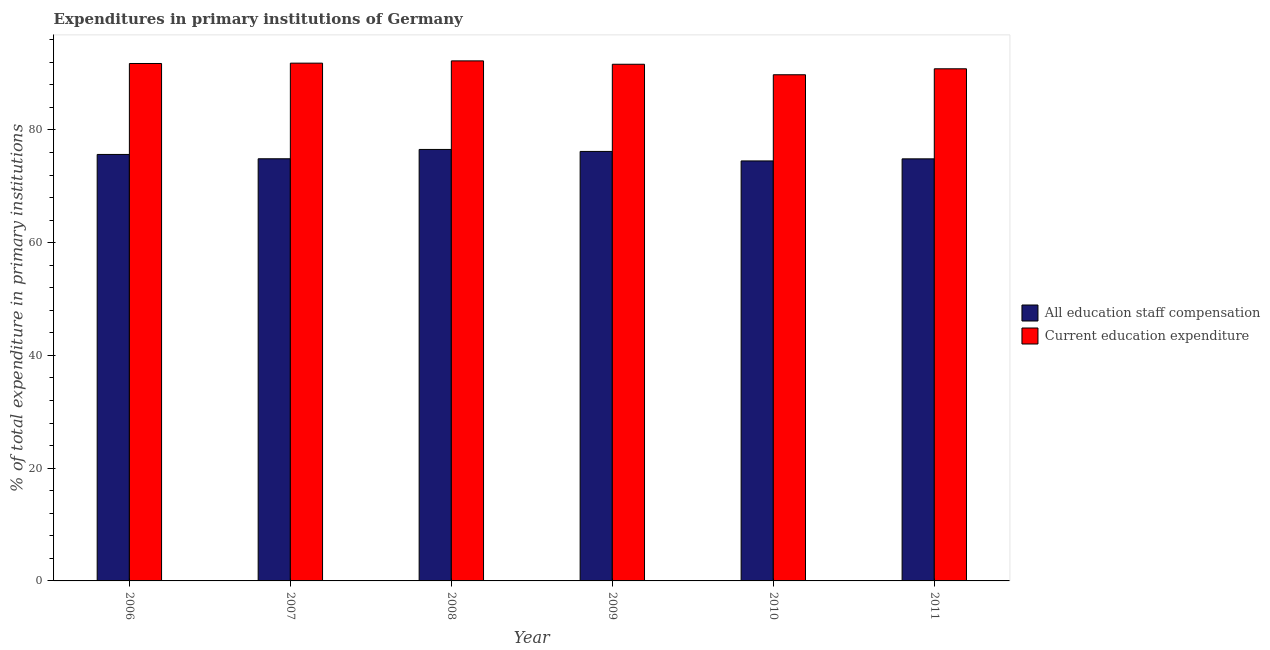 Expenditures in primary institutions of Germany
% of total expenditure in primary institutions
80
60
40
20
0
2006
2007
2008
2009
2010
2011
Year
All education staff compensation
Current education expenditure